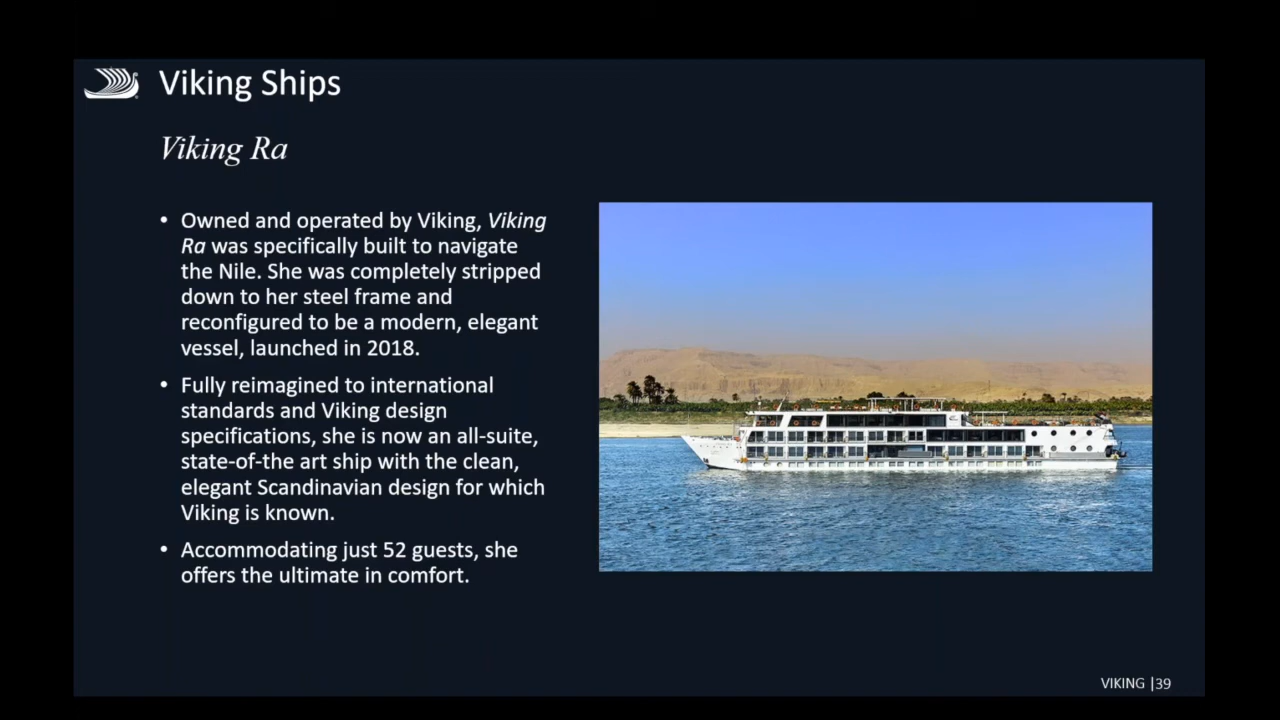 Viking Ships
Viking Ra
• Owned and operated by Viking, Viking
Ra was specifically built to navigate
the Nile. She was completely stripped
down to her steel frame and
reconfigured to be a modern, elegant
vessel, launched in 2018.
• Fully reimagined to international
standards and Viking design
specifications, she is now an all-suite,
state-of-the art ship with the clean,
elegant Scandinavian design for which
Viking is known.
• Accommodating just 52 guests, she
offers the ultimate in comfort.
VIKING |39